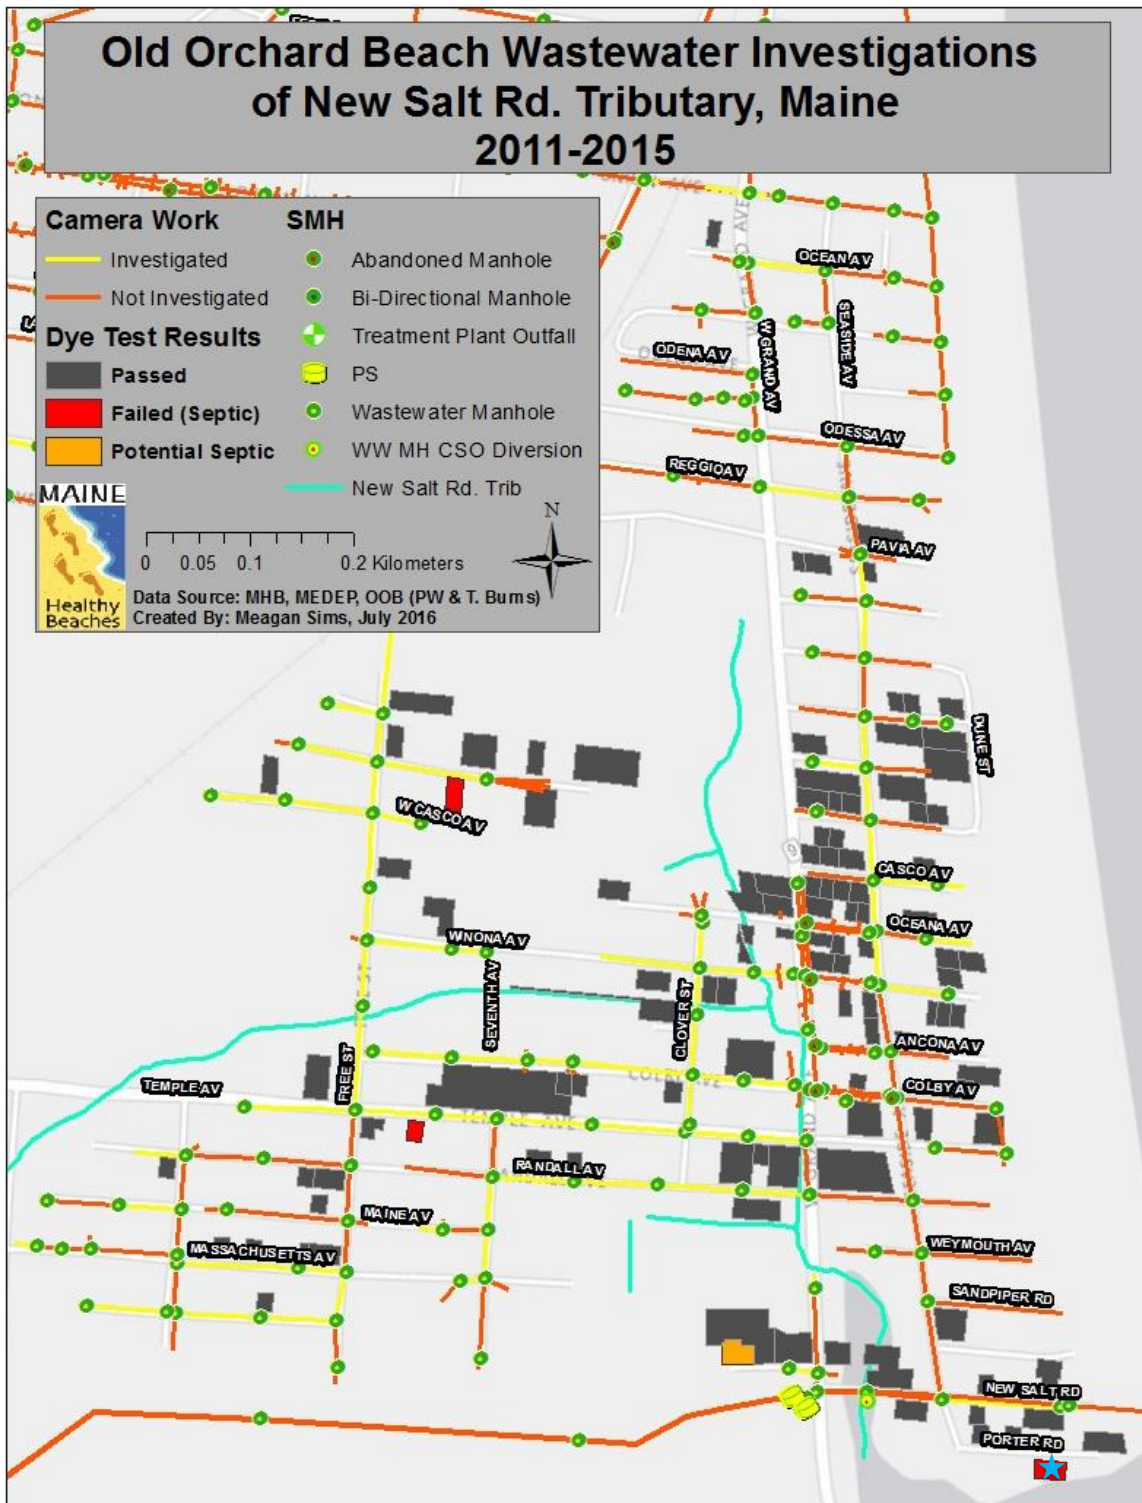 Old Orchard Beach Wastewater Investigations
of New Salt Rd. Tributary, Maine
2011-2015
Camera Work
Investigated
Not Investigated
Dye Test Results
Passed
Failed (Septic)
Potential Septic
SMH
Abandoned Manhole
Bi-Directional Manhole
Treatment Plant Outfall
PS
Wastewater Manhole
WW MH CSO Diversion
New Salt Rd. Trib
MAINE
Healthy
Beaches
N
0 0.05 0.1 0.2 Kilometers
Data Source: MHB, MEDEP, OOB (PW & T. Burns)
Created By: Meagan Sims, July 2016
OCEAN AV
SEASIDE AV
W GRAND AV
ODENA AV
ODESSA AV
REGGIO AV
PAVIA AV
DUNE ST
W CASCO AV
9
CASCO AV
OCEANA AV
WINONA AV
SEVENTH AV
CLOVER ST
ANCONA AV
FREE ST
TEMPLE AV
COLBY AVE
COLBY AV
TEMPLE AVE
RANDALL AV
MAINE AV
MASSACHUSETTS AV
WEYMOUTH AV
SANDPIPER RD
NEW SALT RD
PORTER RD